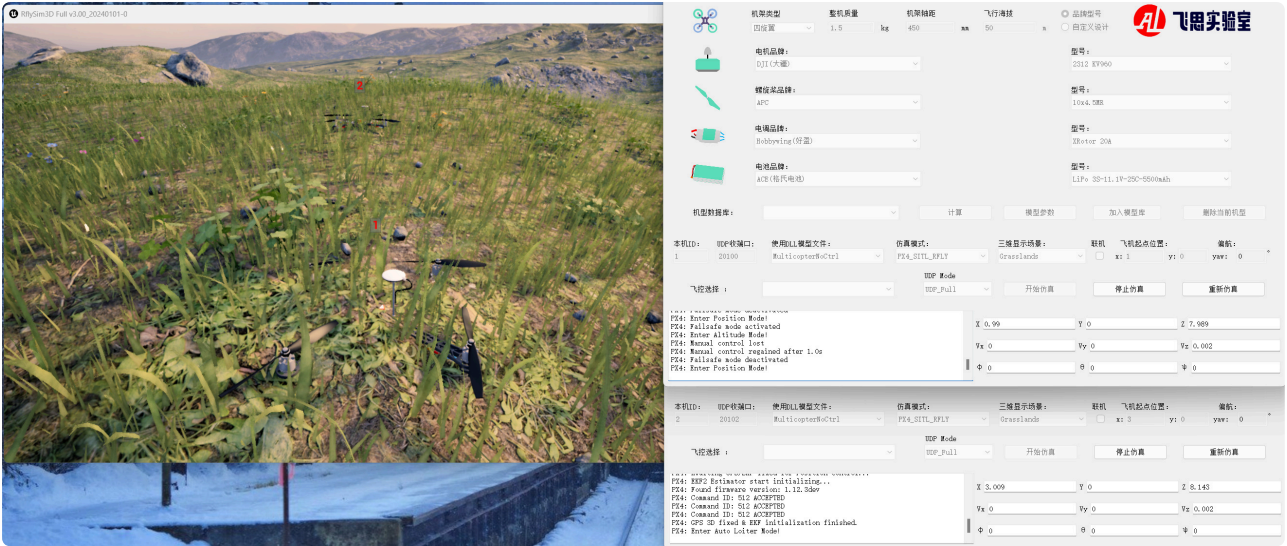 RflySim3D Full v3.00_20240101-0
2
1
机架类型
整机质量
机架轴距
飞行海拔
品牌型号
四旋翼
1.5
kg
450
mm
50
m
自定义设计
飞思实验室
电机品牌:
型号:
DJI(大疆)
2312 KV960
螺旋桨品牌:
型号:
APC
10x4.5MR
电调品牌:
型号:
Hobbywing(好盈)
XRotor 20A
电池品牌:
型号:
ACE(格氏电池)
LiPo 3S-11.1V-25C-5500mAh
机型数据库:
计算
模型参数
加入模型库
删除当前机型
本机ID:
UDP收端口:
使用DLL模型文件:
仿真模式:
三维显示场景:
联机
飞机起点位置:
偏航:
1
20100
MulticopterNoCtrl
PX4_SITL_RFLY
Grasslands
x: 1
y: 0
yaw: 0
°
UDP Mode
飞控选择 :
UDP_Full
开始仿真
停止仿真
重新仿真
PX4: Failsafe mode deactivated
PX4: Enter Position Mode!
PX4: Failsafe mode activated
PX4: Enter Altitude Mode!
PX4: Manual control lost
PX4: Manual control regained after 1.0s
PX4: Failsafe mode deactivated
PX4: Enter Position Mode!
X 0.99
Y 0
Z 7.989
Vx 0
Vy 0
Vz 0.002
Φ 0
θ 0
ψ 0
本机ID:
UDP收端口:
使用DLL模型文件:
仿真模式:
三维显示场景:
联机
飞机起点位置:
偏航:
2
20102
MulticopterNoCtrl
PX4_SITL_RFLY
Grasslands
x: 3
y: 0
yaw: 0
°
UDP Mode
飞控选择 :
UDP_Full
开始仿真
停止仿真
重新仿真
PX4: EKF2 Estimator start initializing...
PX4: Found firmware version: 1.12.3dev
PX4: Command ID: 512 ACCEPTED
PX4: Command ID: 512 ACCEPTED
PX4: Command ID: 512 ACCEPTED
PX4: GPS 3D fixed & EKF initialization finished.
PX4: Enter Auto Loiter Mode!
X 3.009
Y 0
Z 8.143
Vx 0
Vy 0
Vz 0.002
Φ 0
θ 0
ψ 0